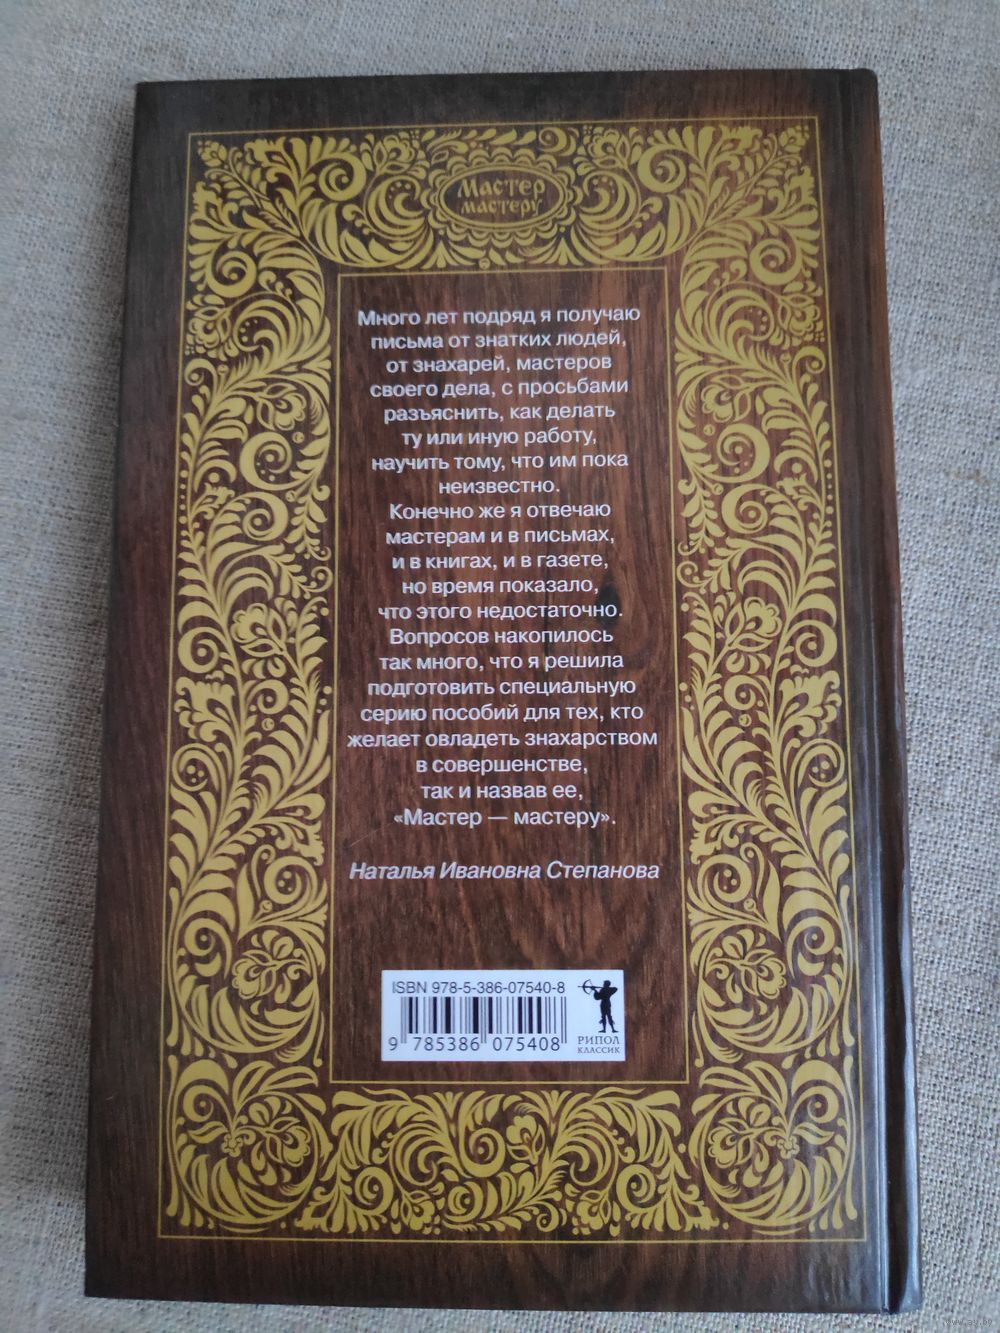 Мастер
мастеру
Много лет подряд я получаю
письма от знатких людей,
от знахарей, мастеров
своего дела, с просьбами
разъяснить, как делать
ту или иную работу,
научить тому, что им пока
неизвестно.
Конечно же я отвечаю
мастерам и в письмах,
и в книгах, и в газете,
но время показало,
что этого недостаточно.
Вопросов накопилось
так много, что я решила
подготовить специальную
серию пособий для тех, кто
желает овладеть знахарством
в совершенстве,
так и назвав ее,
«Мастер — мастеру».
Наталья Ивановна Степанова
ISBN 978-5-386-07540-8
9 785386 075408
РИПОЛ
КЛАССИК